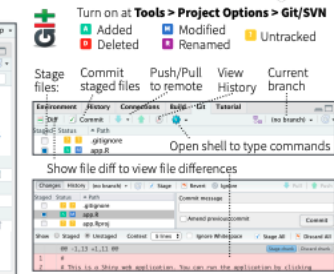 git
Turn on at Tools > Project Options > Git/SVN
A Added
M Modified
? Untracked
D Deleted
R Renamed
Stage files:
Commit staged files
Push/Pull to remote
View History
Current branch
Environment History Connections Build Git Tutorial
Diff Commit (no branch)
Staged Status Path
.gitignore
app.R
Open shell to type commands
Show file diff to view file differences
Changes History (no branch) Stage Revert Ignore
Staged Status Path Commit message
.gitignore
app.R
app.Rproj
Amend previous commit Commit
Show Staged Unstaged Context 5 lines Ignore Whitespace Stage All Discard All
@@ -1,13 +1,11 @@
1 #
2 # This is a Shiny web application. You can run the application by clicking